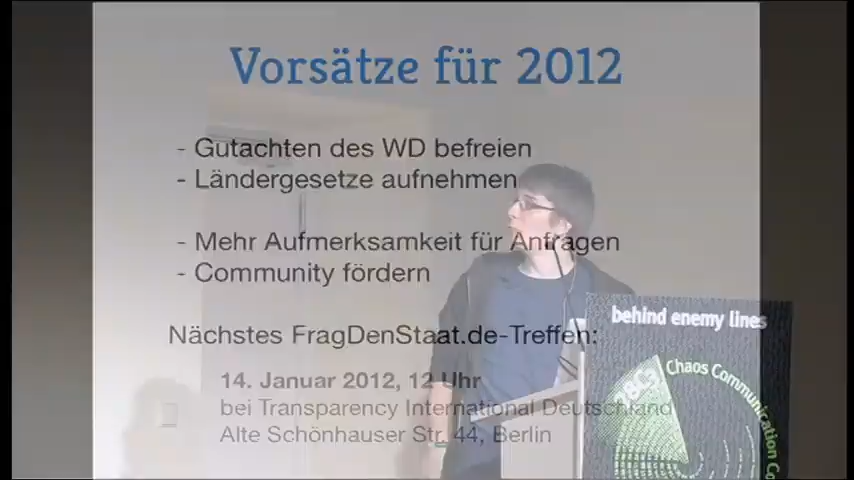 Vorsätze für 2012
- Gutachten des WD befreien
- Ländergesetze aufnehmen
- Mehr Aufmerksamkeit für Anfragen
- Community fördern
Nächstes FragDenStaat.de-Treffen:
14. Januar 2012, 12 Uhr
bei Transparency International Deutschland
Alte Schönhauser Str. 44, Berlin
behind enemy lines
28C3
Chaos Communication Co